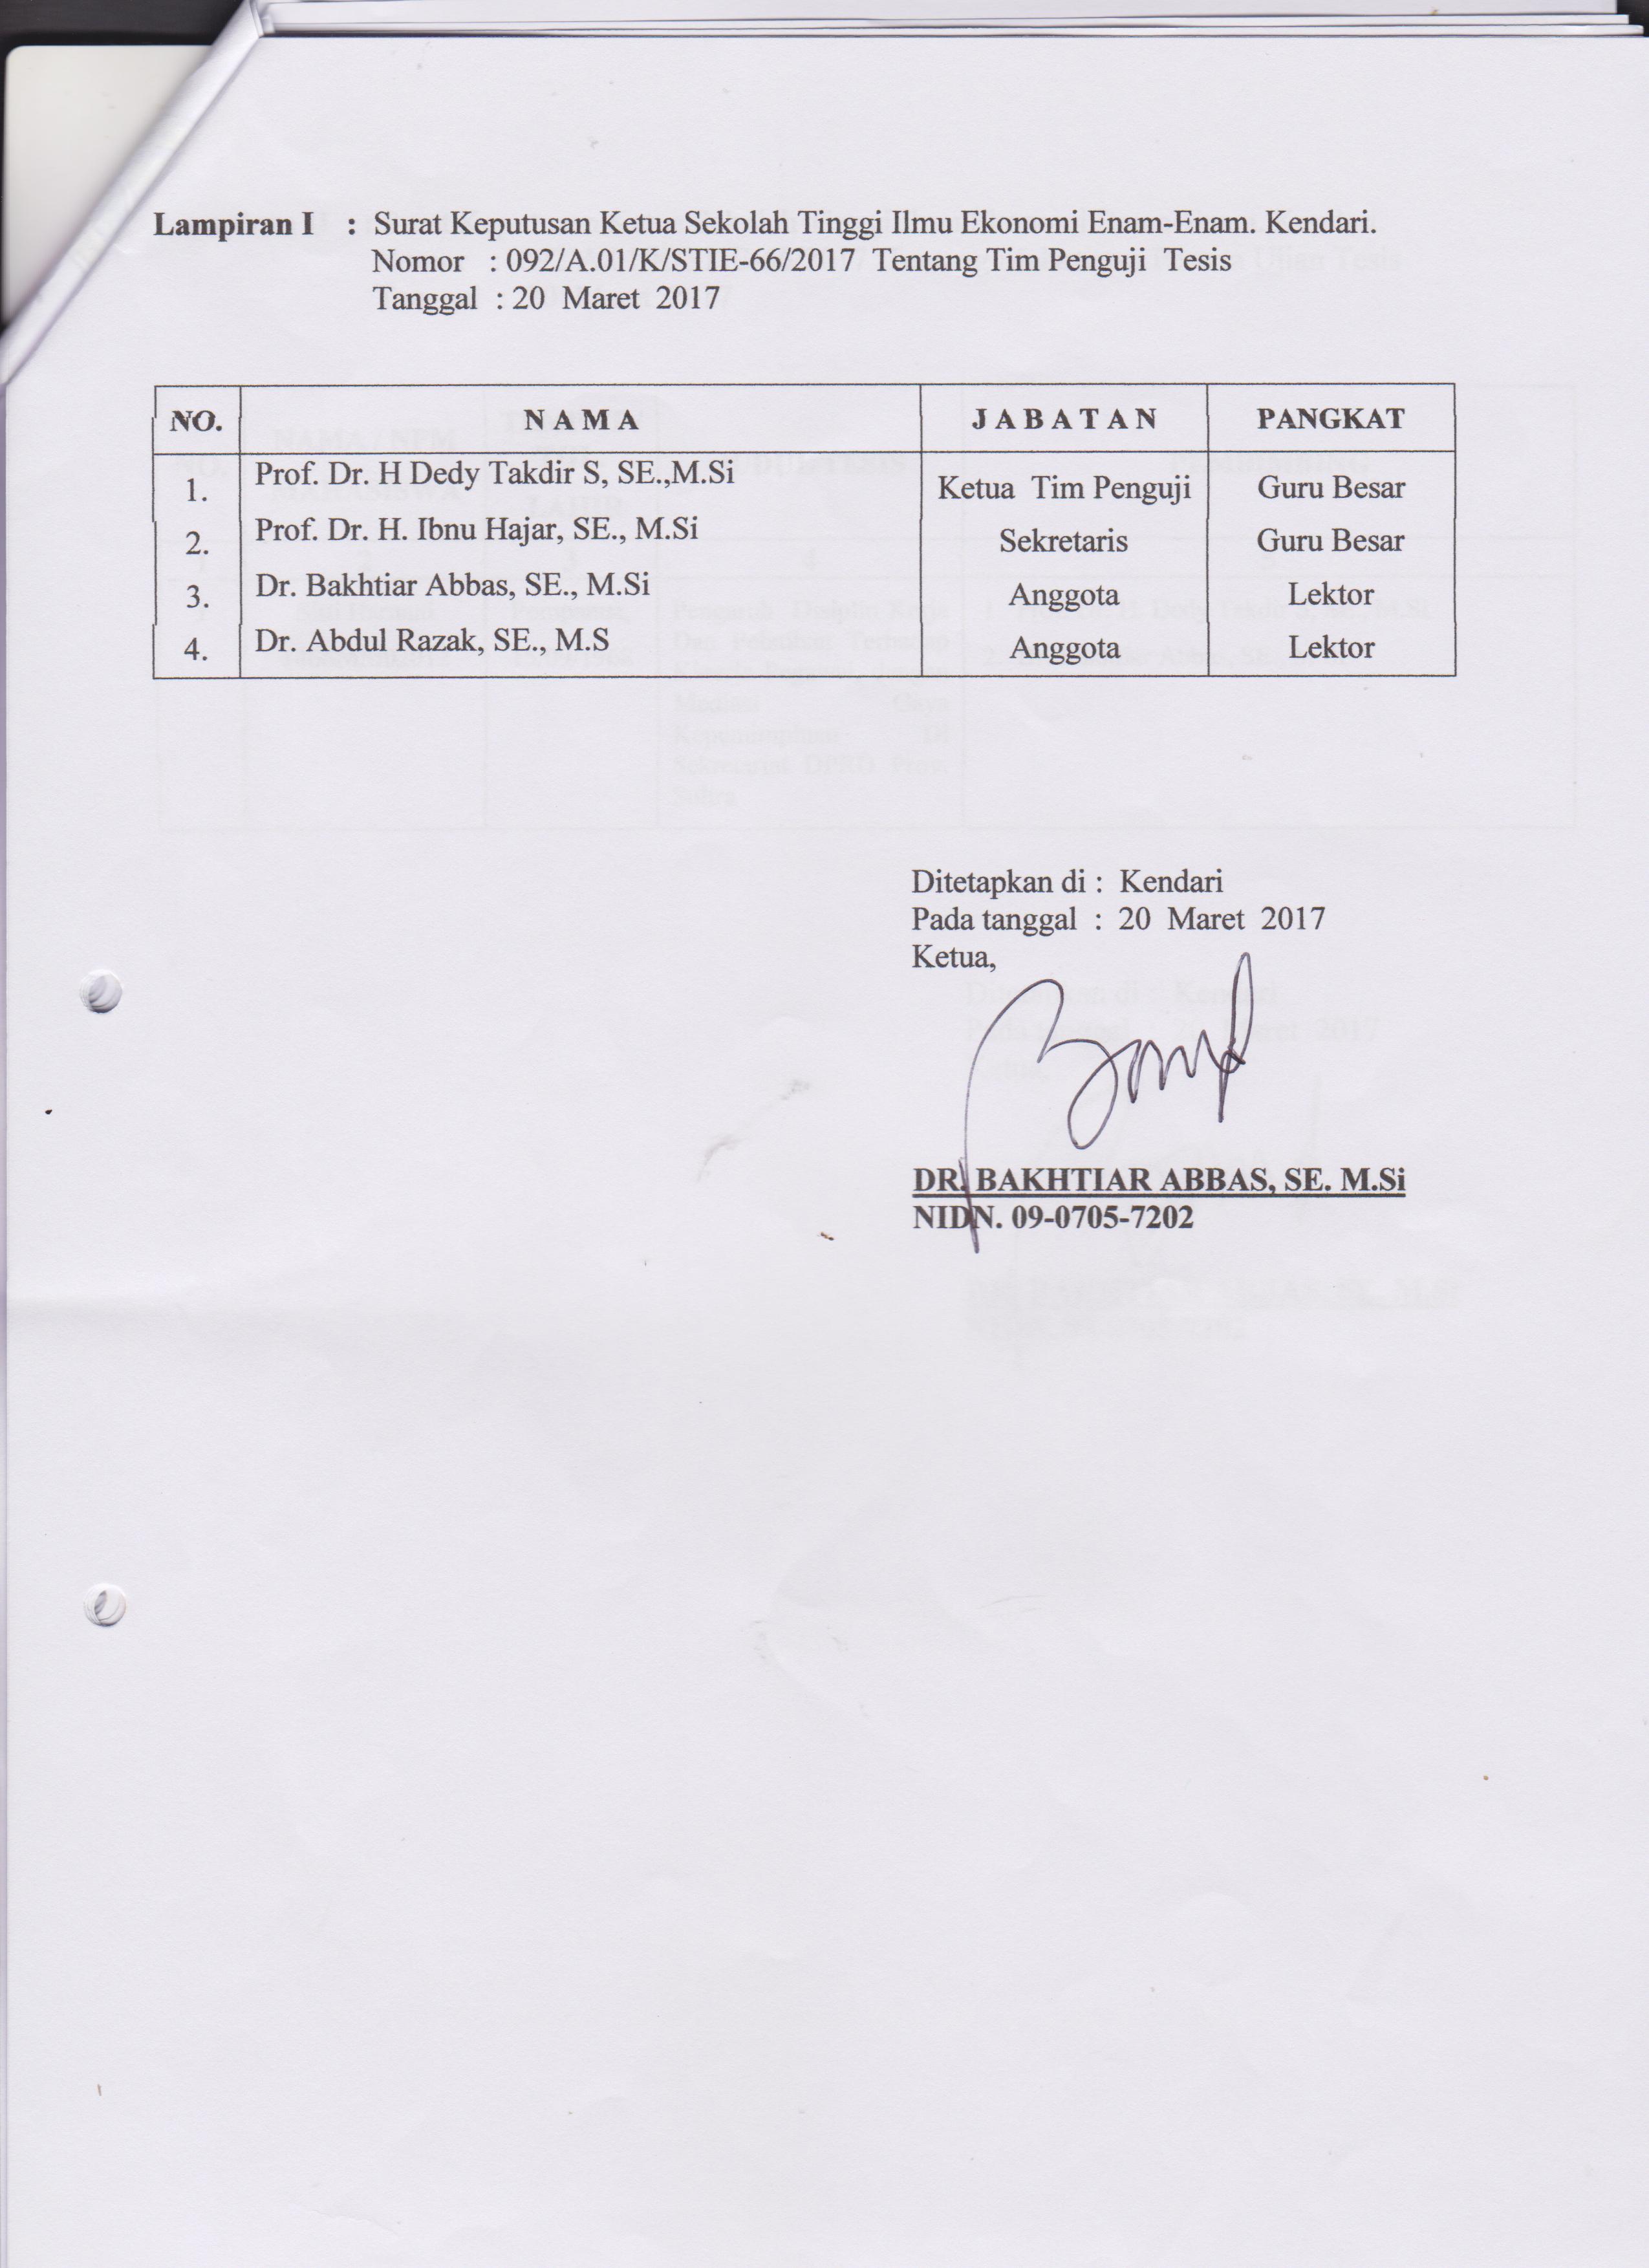 Lampiran I : Surat Keputusan Ketua Sekolah Tinggi Ilmu Ekonomi Enam-Enam. Kendari.
Nomor : 092/A.01/K/STIE-66/2017 Tentang Tim Penguji Tesis
Tanggal : 20 Maret 2017
NO. N A M A J A B A T A N PANGKAT
1. Prof. Dr. H Dedy Takdir S, SE.,M.Si Ketua Tim Penguji Guru Besar
2. Prof. Dr. H. Ibnu Hajar, SE., M.Si Sekretaris Guru Besar
3. Dr. Bakhtiar Abbas, SE., M.Si Anggota Lektor
4. Dr. Abdul Razak, SE., M.S Anggota Lektor
Ditetapkan di : Kendari
Pada tanggal : 20 Maret 2017
Ketua,
DR. BAKHTIAR ABBAS, SE. M.Si
NIDN. 09-0705-7202